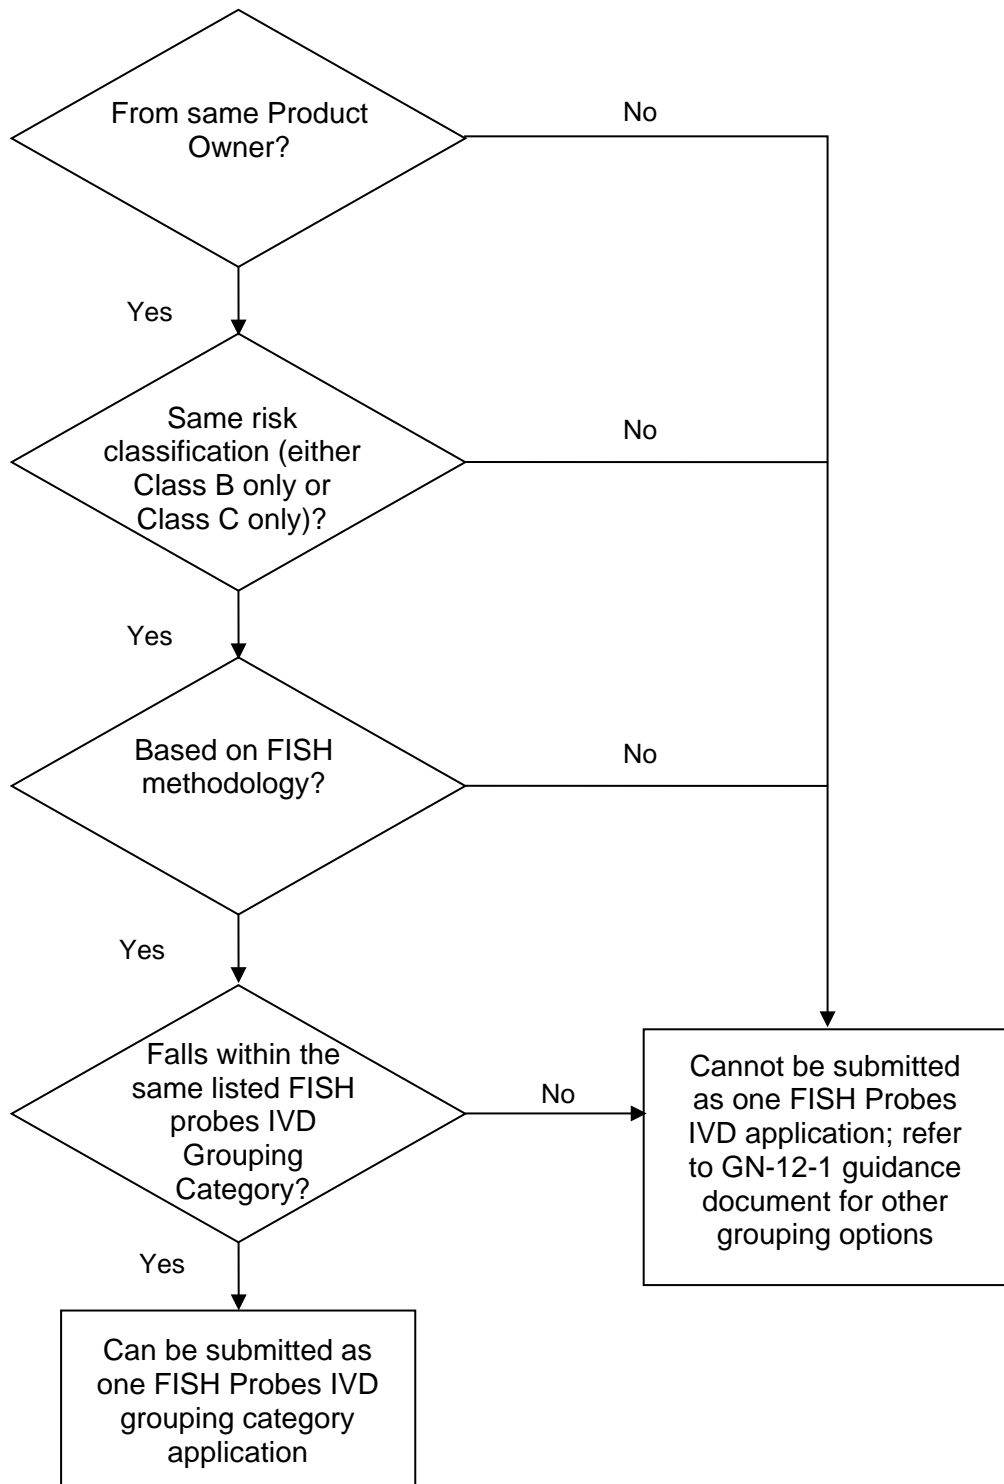 From same Product
Owner?
No
Yes
Same risk
classification (either
Class B only or
Class C only)?
No
Yes
Based on FISH
methodology?
No
Yes
Falls within the
same listed FISH
probes IVD
Grouping
Category?
No
Cannot be submitted
as one FISH Probes
IVD application; refer
to GN-12-1 guidance
document for other
grouping options
Yes
Can be submitted as
one FISH Probes IVD
grouping category
application